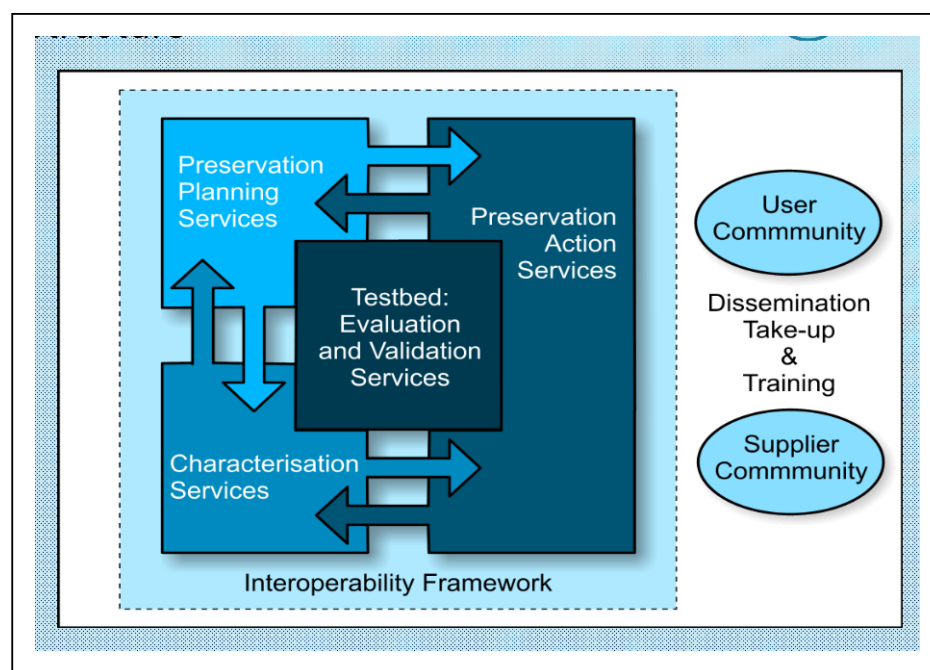 Preservation
Planning
Services
Preservation
Action
Services
Testbed:
Evaluation
and Validation
Services
Characterisation
Services
Interoperability Framework
User
Commmunity
Dissemination
Take-up
&
Training
Supplier
Commmunity